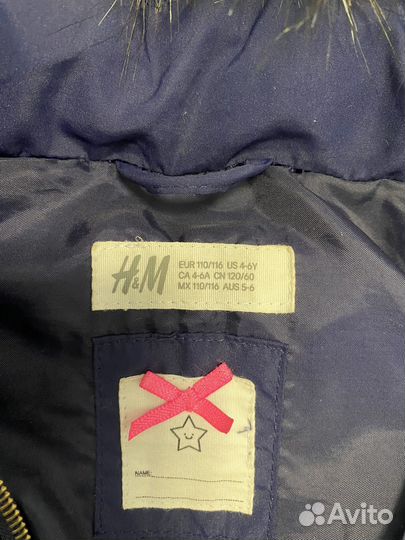 H&M
EUR 110/116 US 4-6Y
CA 4-6A CN 120/60
MX 110/116 AUS 5-6
NAME:
Avito